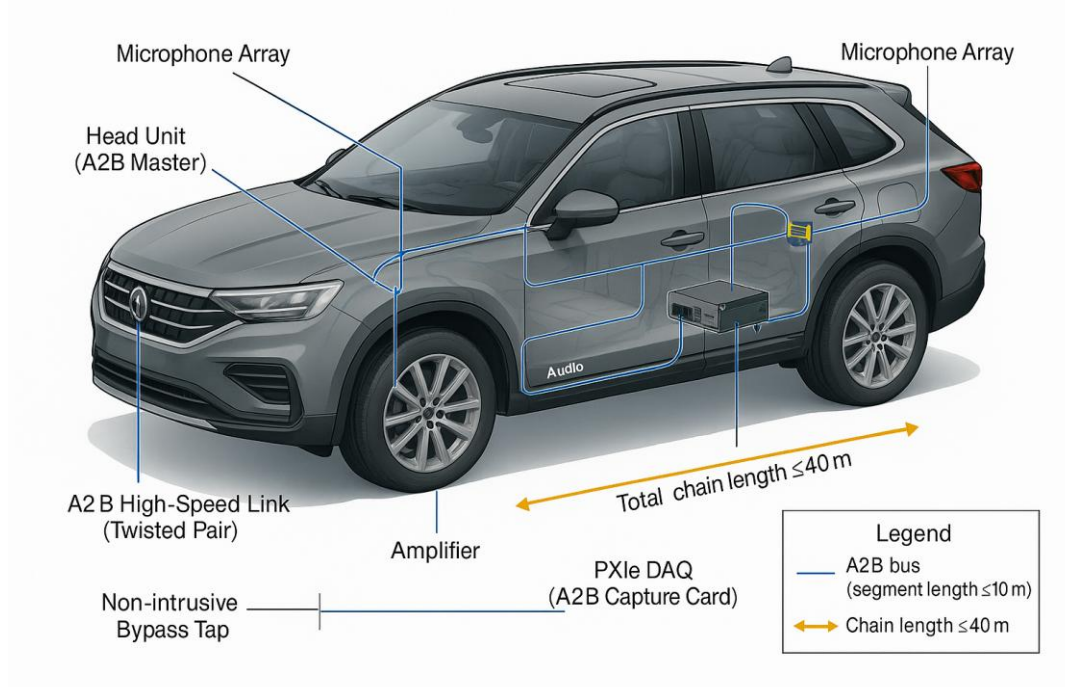 Microphone Array
Microphone Array
Head Unit
(A2B Master)
Audlo
A2 B High-Speed Link
(Twisted Pair)
Amplifier
Total chain length ≤40 m
PXIe DAQ
(A2B Capture Card)
Non-intrusive
Bypass Tap
Legend
A2B bus
(segment length ≤10 m)
Chain length ≤40 m